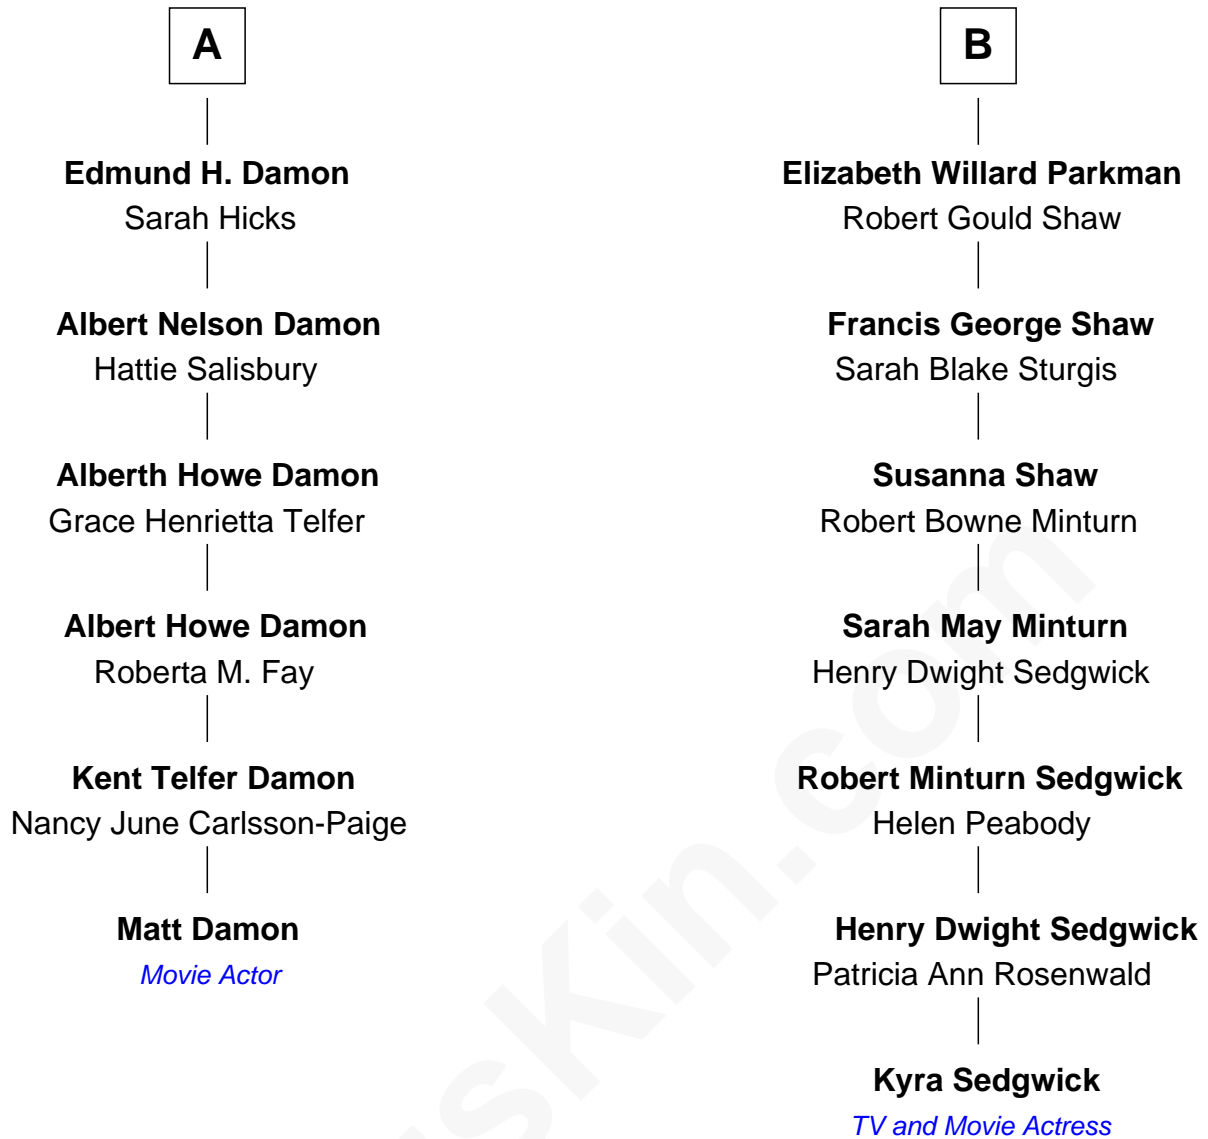 A
Edmund H. Damon
Sarah Hicks
Albert Nelson Damon
Hattie Salisbury
Alberth Howe Damon
Grace Henrietta Telfer
Albert Howe Damon
Roberta M. Fay
Kent Telfer Damon
Nancy June Carlsson-Paige
Matt Damon
Movie Actor
B
Elizabeth Willard Parkman
Robert Gould Shaw
Francis George Shaw
Sarah Blake Sturgis
Susanna Shaw
Robert Bowne Minturn
Sarah May Minturn
Henry Dwight Sedgwick
Robert Minturn Sedgwick
Helen Peabody
Henry Dwight Sedgwick
Patricia Ann Rosenwald
Kyra Sedgwick
TV and Movie Actress